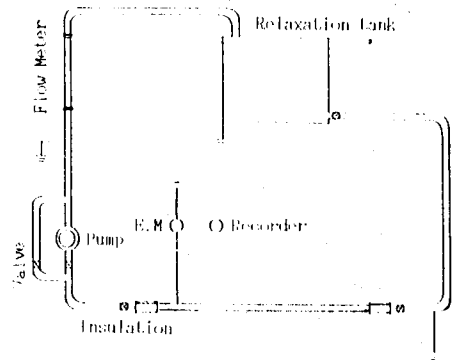 Relaxation tank
Flow Meter
E.M
Recorder
Pump
Valve
Insulation